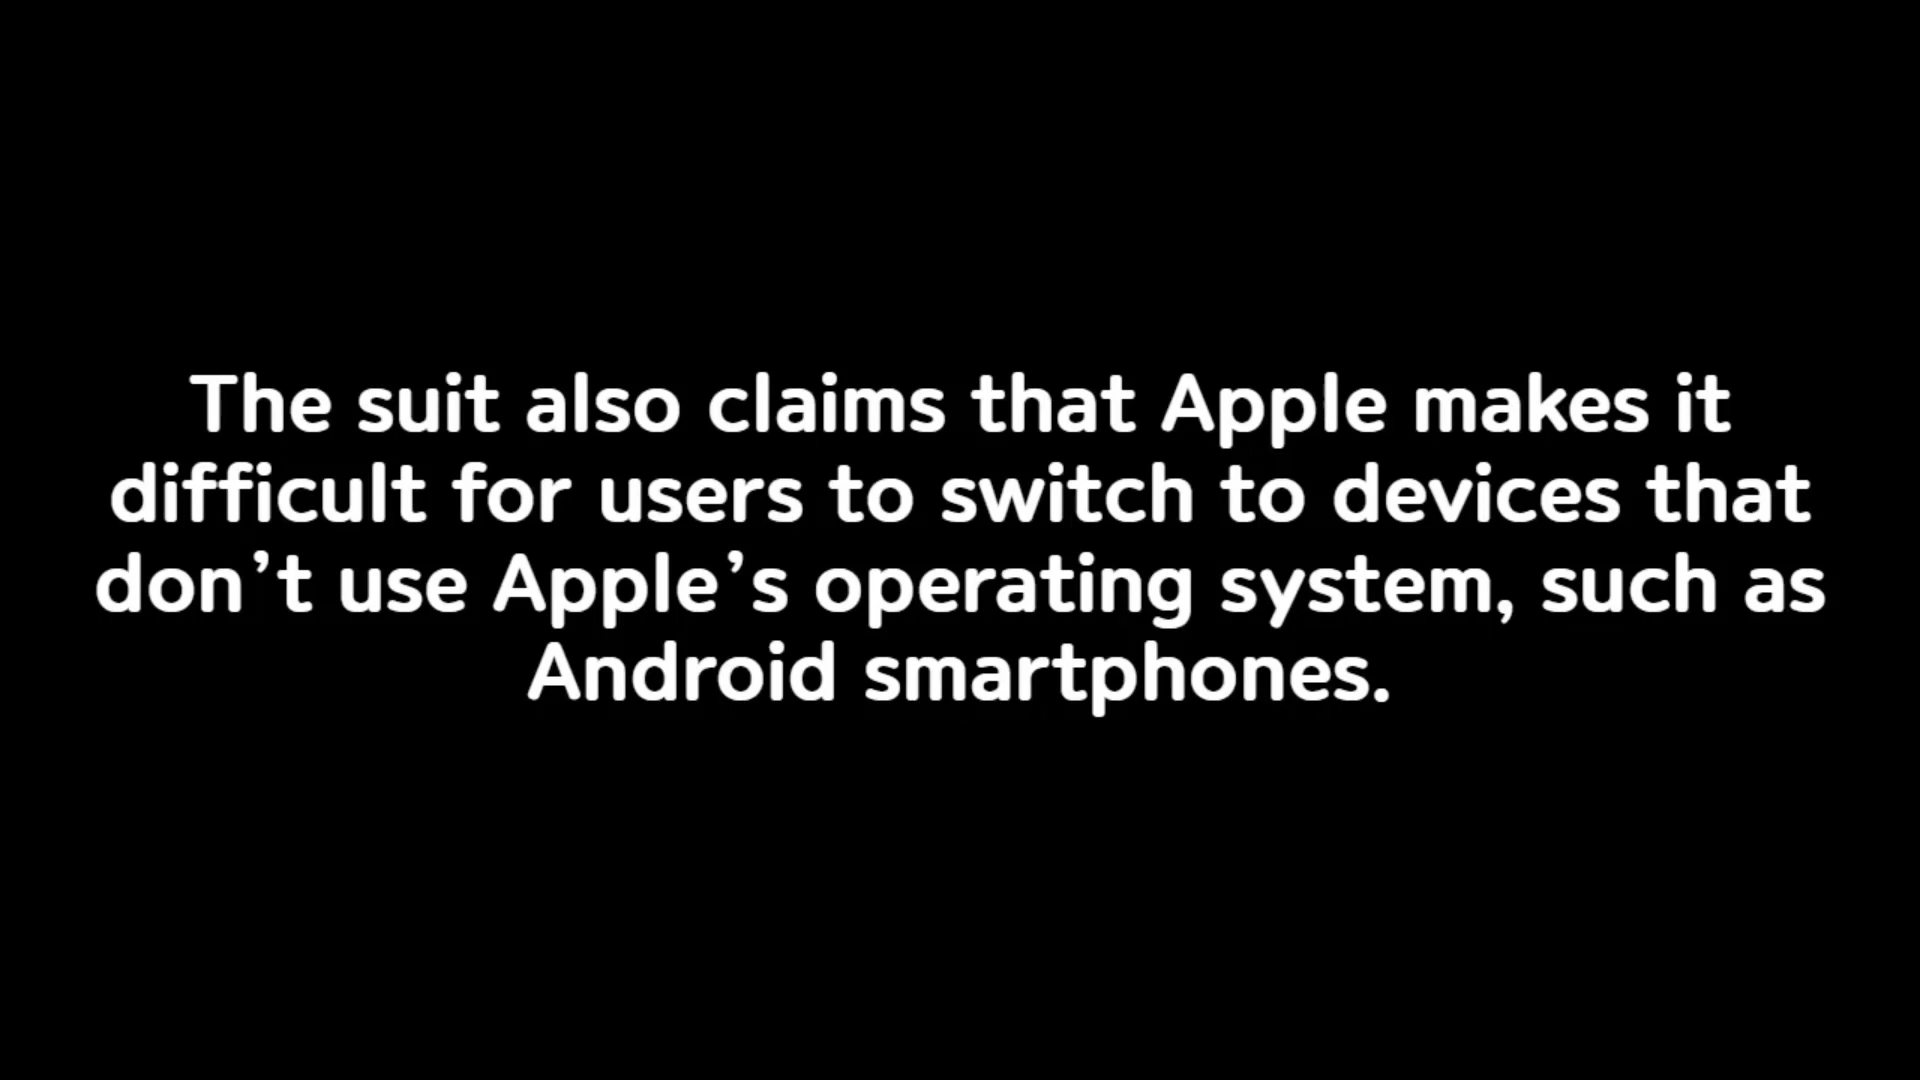 The suit also claims that Apple makes it
difficult for users to switch to devices that
don’t use Apple’s operating system, such as
Android smartphones.